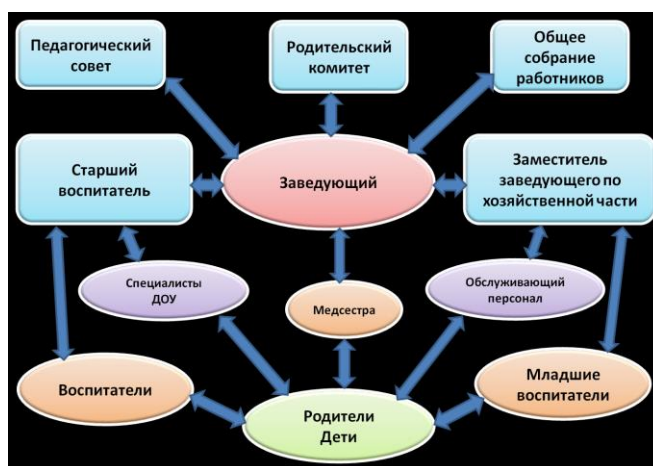 Педагогический
совет
Родительский
комитет
Общее
собрание
работников
Старший
воспитатель
Заведующий
Заместитель
заведующего по
хозяйственной части
Специалисты
ДОУ
Медсестра
Обслуживающий
персонал
Воспитатели
Родители
Дети
Младшие
воспитатели